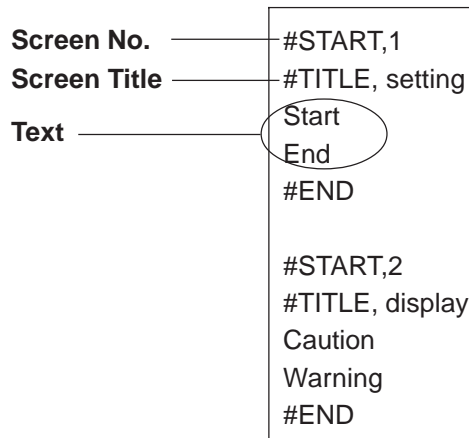 Screen No.
#START,1
Screen Title
#TITLE, setting
Text
Start
End
#END
#START,2
#TITLE, display
Caution
Warning
#END